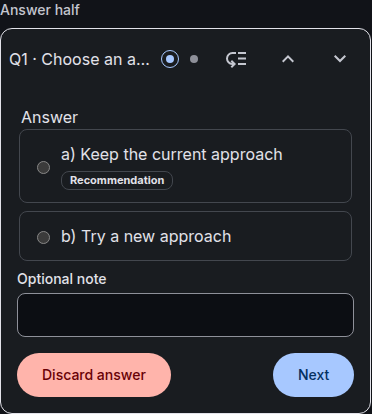 Answer half
Q1 · Choose an a...
Answer
a) Keep the current approach
Recommendation
b) Try a new approach
Optional note
Discard answer
Next